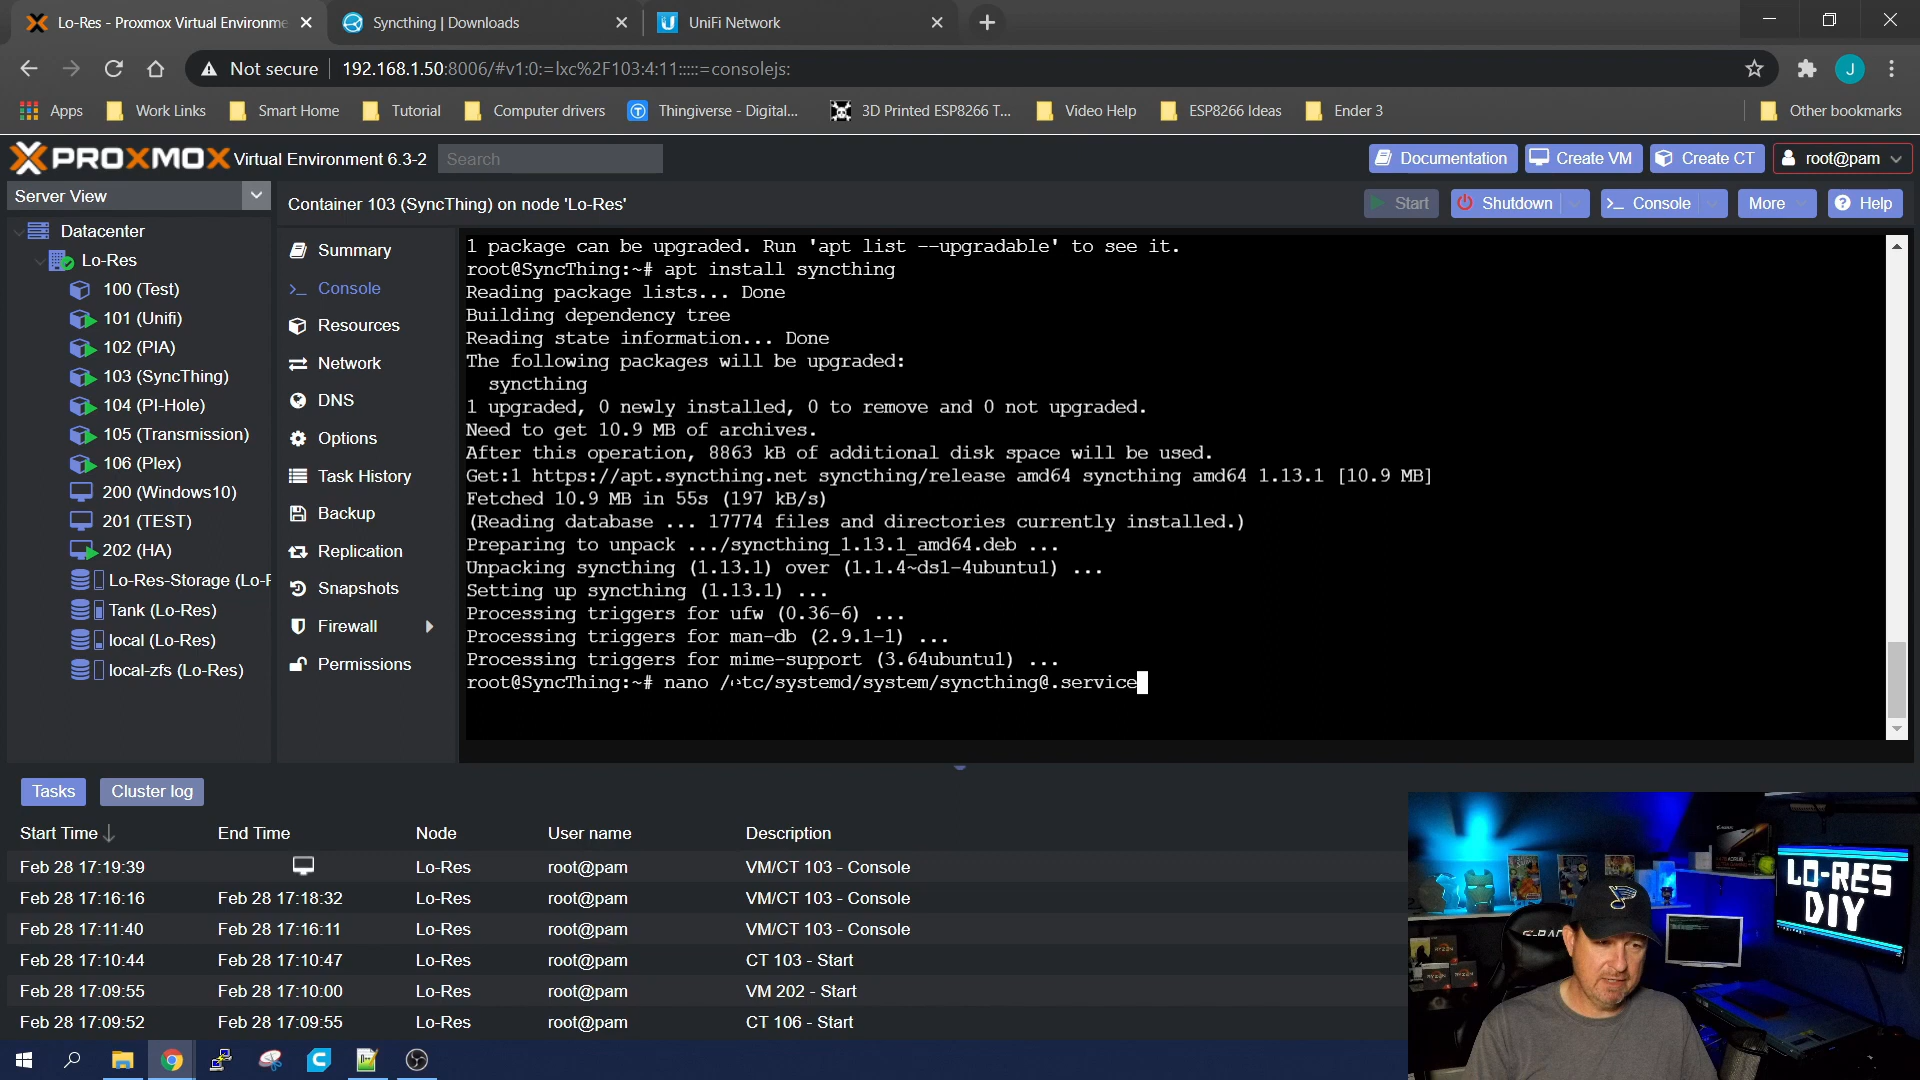 Lo-Res - Proxmox Virtual Environme
Syncthing | Downloads
UniFi Network
Not secure
192.168.1.50:8006/#v1:0:=lxc%2F103:4:11:::::=consolejs:
J
Apps
Work Links
Smart Home
Tutorial
Computer drivers
Thingiverse - Digital...
3D Printed ESP8266 T...
Video Help
ESP8266 Ideas
Ender 3
Other bookmarks
PROXMOX Virtual Environment 6.3-2
Search
Documentation
Create VM
Create CT
root@pam
Server View
Container 103 (SyncThing) on node 'Lo-Res'
Start
Shutdown
Console
More
Help
Datacenter
Lo-Res
100 (Test)
101 (Unifi)
102 (PIA)
103 (SyncThing)
104 (PI-Hole)
105 (Transmission)
106 (Plex)
200 (Windows10)
201 (TEST)
202 (HA)
Lo-Res-Storage (Lo-R
Tank (Lo-Res)
local (Lo-Res)
local-zfs (Lo-Res)
Summary
Console
Resources
Network
DNS
Options
Task History
Backup
Replication
Snapshots
Firewall
Permissions
1 package can be upgraded. Run 'apt list --upgradable' to see it.
root@SyncThing:~# apt install syncthing
Reading package lists... Done
Building dependency tree
Reading state information... Done
The following packages will be upgraded:
syncthing
1 upgraded, 0 newly installed, 0 to remove and 0 not upgraded.
Need to get 10.9 MB of archives.
After this operation, 8863 kB of additional disk space will be used.
Get:1 https://apt.syncthing.net syncthing/release amd64 syncthing amd64 1.13.1 [10.9 MB]
Fetched 10.9 MB in 55s (197 kB/s)
(Reading database ... 17774 files and directories currently installed.)
Preparing to unpack .../syncthing_1.13.1_amd64.deb ...
Unpacking syncthing (1.13.1) over (1.1.4~ds1-4ubuntu1) ...
Setting up syncthing (1.13.1) ...
Processing triggers for ufw (0.36-6) ...
Processing triggers for man-db (2.9.1-1) ...
Processing triggers for mime-support (3.64ubuntu1) ...
root@SyncThing:~# nano /etc/systemd/system/syncthing@.service
Tasks
Cluster log
Start Time
End Time
Node
User name
Description
Feb 28 17:19:39
Lo-Res
root@pam
VM/CT 103 - Console
Feb 28 17:16:16
Feb 28 17:18:32
Lo-Res
root@pam
VM/CT 103 - Console
Feb 28 17:11:40
Feb 28 17:16:11
Lo-Res
root@pam
VM/CT 103 - Console
Feb 28 17:10:44
Feb 28 17:10:47
Lo-Res
root@pam
CT 103 - Start
Feb 28 17:09:55
Feb 28 17:10:00
Lo-Res
root@pam
VM 202 - Start
Feb 28 17:09:52
Feb 28 17:09:55
Lo-Res
root@pam
CT 106 - Start
LO-RES
DIY